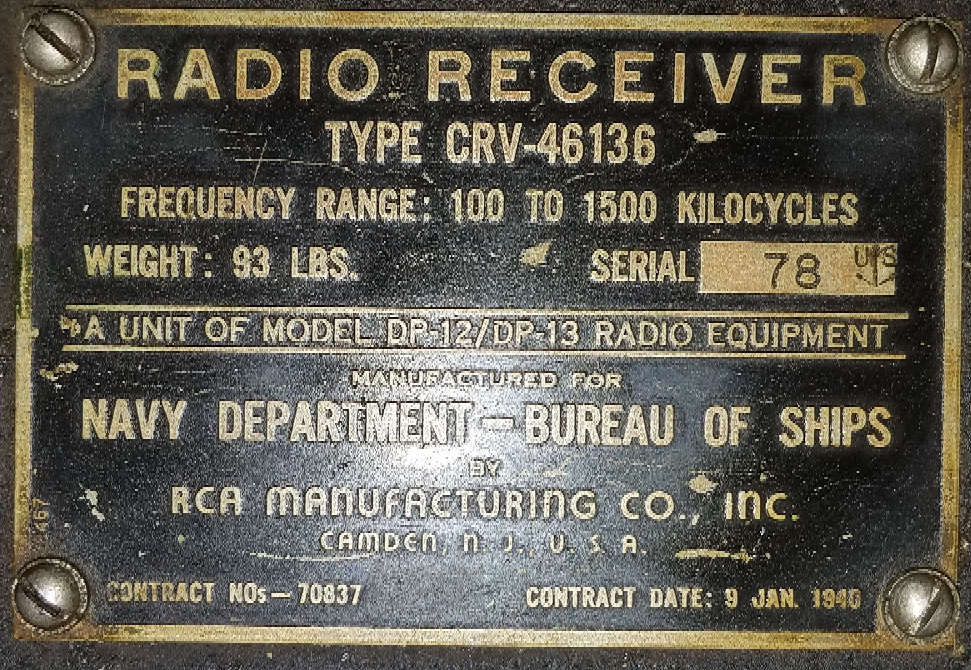 RADIO RECEIVER
TYPE CRV-46136
FREQUENCY RANGE: 100 TO 1500 KILOCYCLES
WEIGHT: 93 LBS. SERIAL 78 US
A UNIT OF MODEL DP-12/DP-13 RADIO EQUIPMENT
MANUFACTURED FOR
NAVY DEPARTMENT — BUREAU OF SHIPS
BY
RCA MANUFACTURING CO., INC.
CAMDEN, N. J., U. S. A.
CONTRACT NOs — 70837 CONTRACT DATE: 9 JAN. 1940